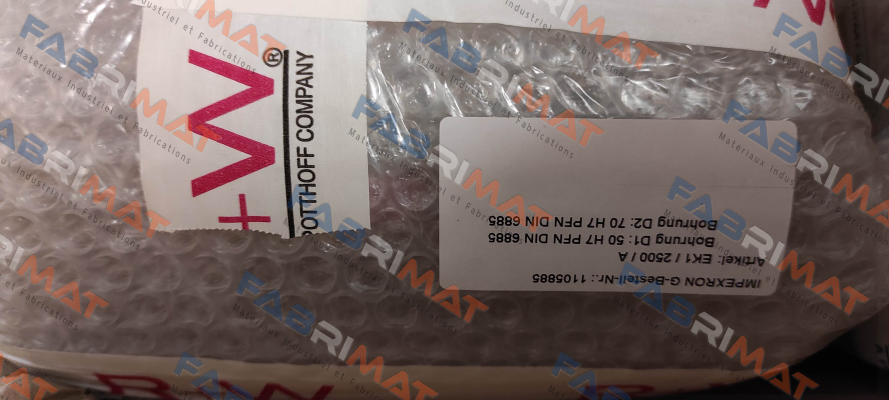 +W®
POTTHOFF COMPANY
IMPEXRON G-Bestell-Nr.: 1105885
Artikel: EK1 / 2500 / A
Bohrung D1: 50 H7 PFN DIN 6885
Bohrung D2: 70 H7 PFN DIN 6885
FABRIMAT
Materiaux Industriel et Fabrications